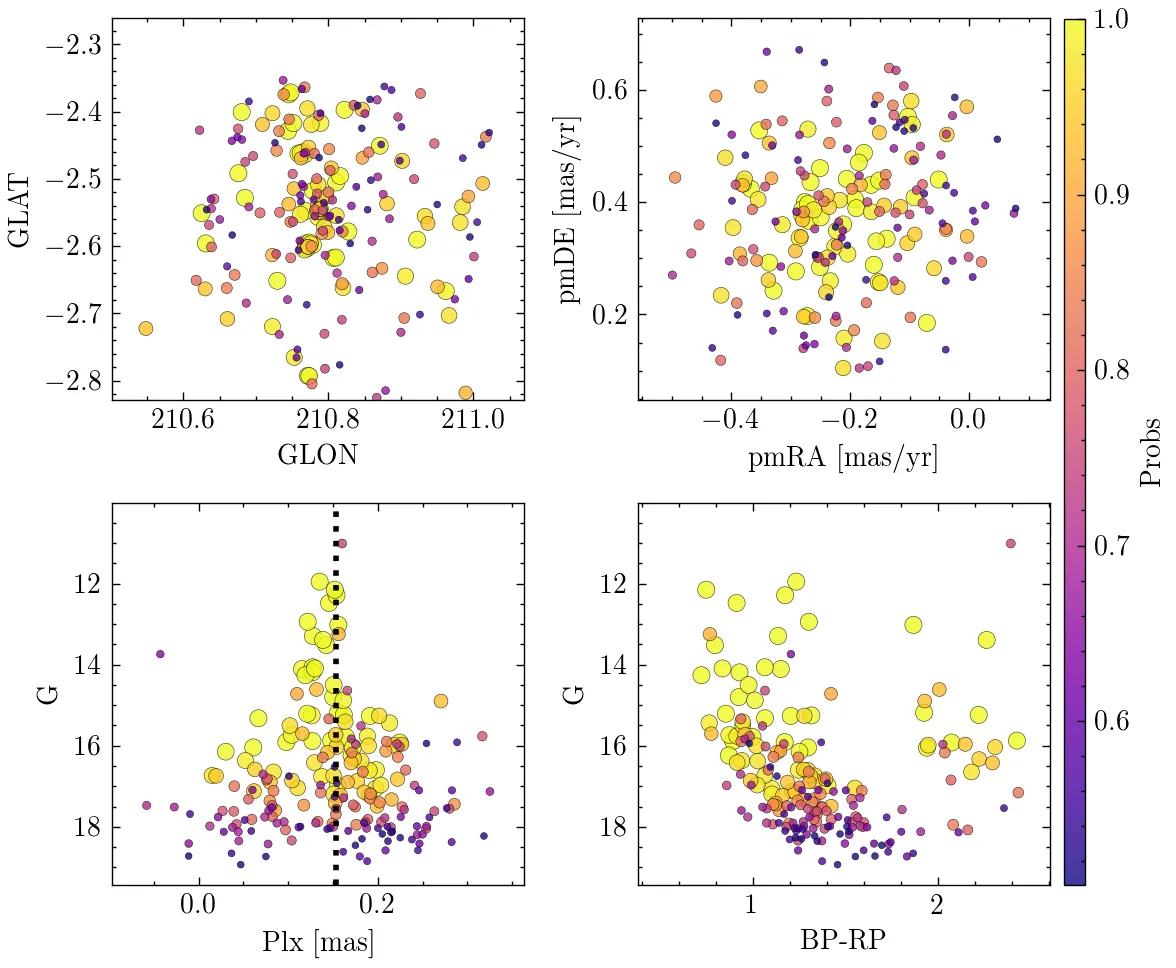 −2.3
−2.4
−2.5
−2.6
−2.7
−2.8
GLAT
210.6 210.8 211.0
GLON
0.6
0.4
0.2
pmDE [mas/yr]
−0.4 −0.2 0.0
pmRA [mas/yr]
12
14
16
18
G
0.0 0.2
Plx [mas]
12
14
16
18
G
1 2
BP-RP
1.0
0.9
0.8
0.7
0.6
Probs